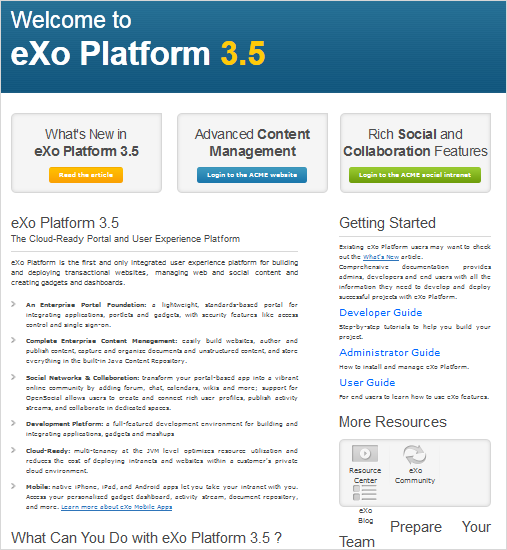 Welcome to
eXo Platform 3.5
What's New in
eXo Platform 3.5
Read the article
Advanced Content
Management
Login to the ACME website
Rich Social and
Collaboration Features
Login to the ACME social intranet
eXo Platform 3.5
The Cloud-Ready Portal and User Experience Platform
eXo Platform is the first and only integrated user experience platform for building
and deploying transactional websites, managing web and social content and
creating gadgets and dashboards.
An Enterprise Portal Foundation: a lightweight, standards-based portal for
integrating applications, portlets and gadgets, with security features like access
control and single sign-on.
Complete Enterprise Content Management: easily build websites, author and
publish content, capture and organize documents and unstructured content, and store
everything in the built-in Java Content Repository.
Social Networks & Collaboration: transform your portal-based app into a vibrant
online community by adding forum, chat, calendars, wikis and more; support for
OpenSocial allows users to create and connect rich user profiles, publish activity
streams, and collaborate in dedicated spaces.
Development Platform: a full-featured development environment for building and
integrating applications, gadgets and mashups
Cloud-Ready: multi-tenancy at the JVM level optimizes resource utilization and
reduces the cost of deploying intranets and websites within a customer's private
cloud environment.
Mobile: native iPhone, iPad, and Android apps let you take your intranet with you.
Access your personalized gadget dashboard, activity stream, document repository,
and more. Learn more about eXo Mobile Apps
What Can You Do with eXo Platform 3.5 ?
Getting Started
Existing eXo Platform users may want to check
out the What's New article.
Comprehensive documentation provides
admins, developers and end users with all the
information they need to develop and deploy
successful projects with eXo Platform.
Developer Guide
Step-by-step tutorials to help you build your
project.
Administrator Guide
How to install and manage eXo Platform.
User Guide
For end users to learn how to use eXo features.
More Resources
Resource
Center
eXo
Community
eXo
Blog
Prepare Your
Team